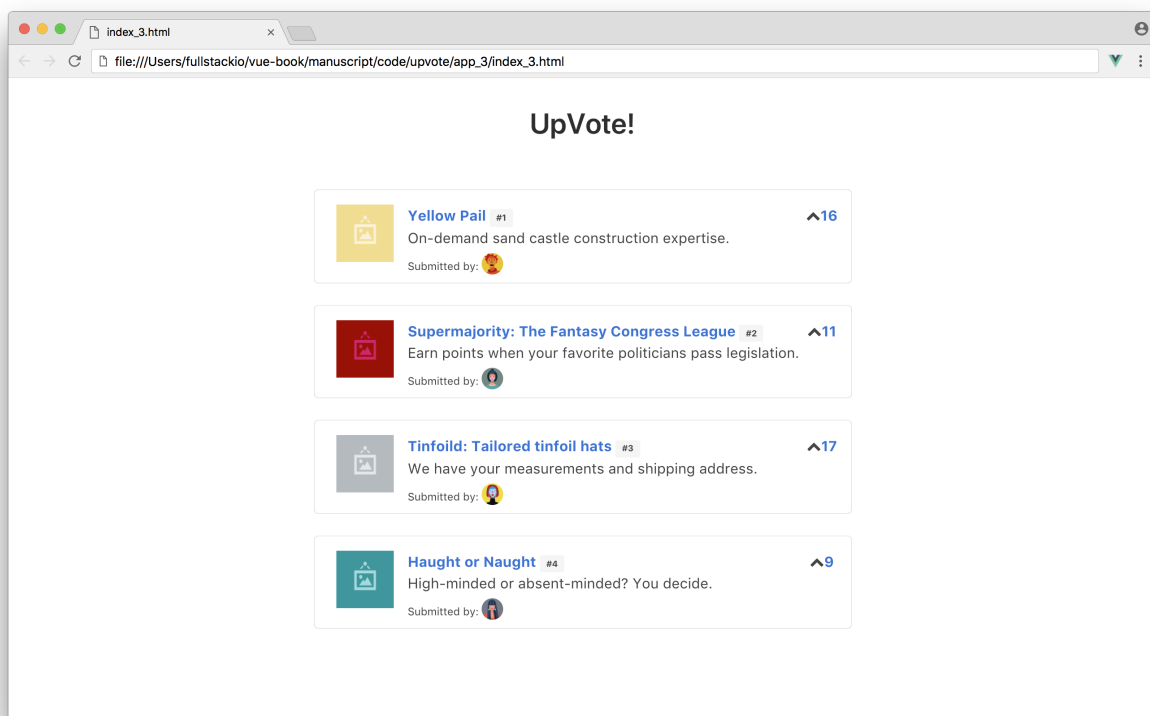 index_3.html
file:///Users/fullstackio/vue-book/manuscript/code/upvote/app_3/index_3.html
UpVote!
Yellow Pail #1 16
On-demand sand castle construction expertise.
Submitted by:
Supermajority: The Fantasy Congress League #2 11
Earn points when your favorite politicians pass legislation.
Submitted by:
Tinfoild: Tailored tinfoil hats #3 17
We have your measurements and shipping address.
Submitted by:
Haught or Naught #4 9
High-minded or absent-minded? You decide.
Submitted by: